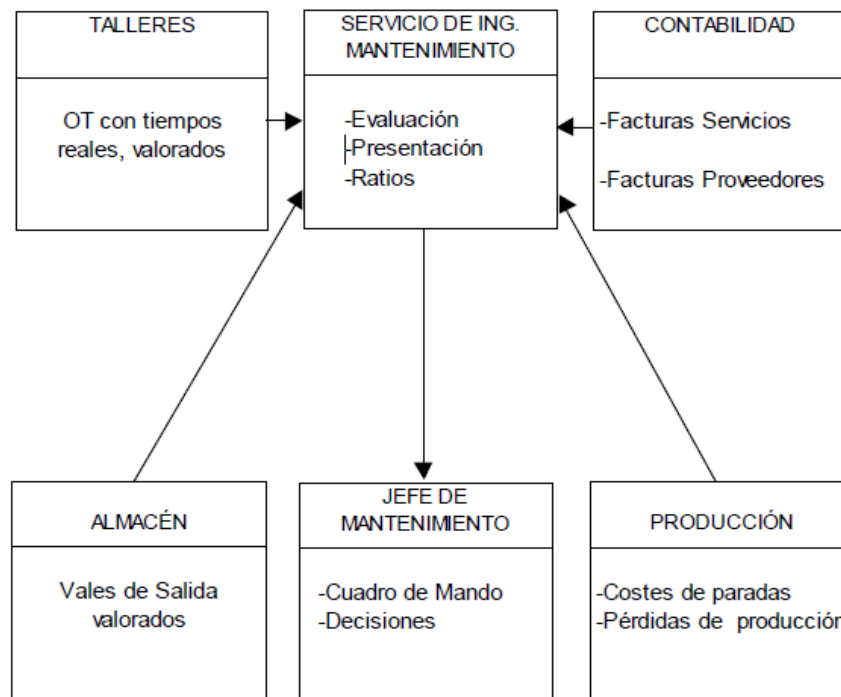 TALLERES
OT con tiempos
reales, valorados
SERVICIO DE ING.
MANTENIMIENTO
-Evaluación
-Presentación
-Ratios
CONTABILIDAD
-Facturas Servicios
-Facturas Proveedores
ALMACÉN
Vales de Salida
valorados
JEFE DE
MANTENIMIENTO
-Cuadro de Mando
-Decisiones
PRODUCCIÓN
-Costes de paradas
-Pérdidas de producción